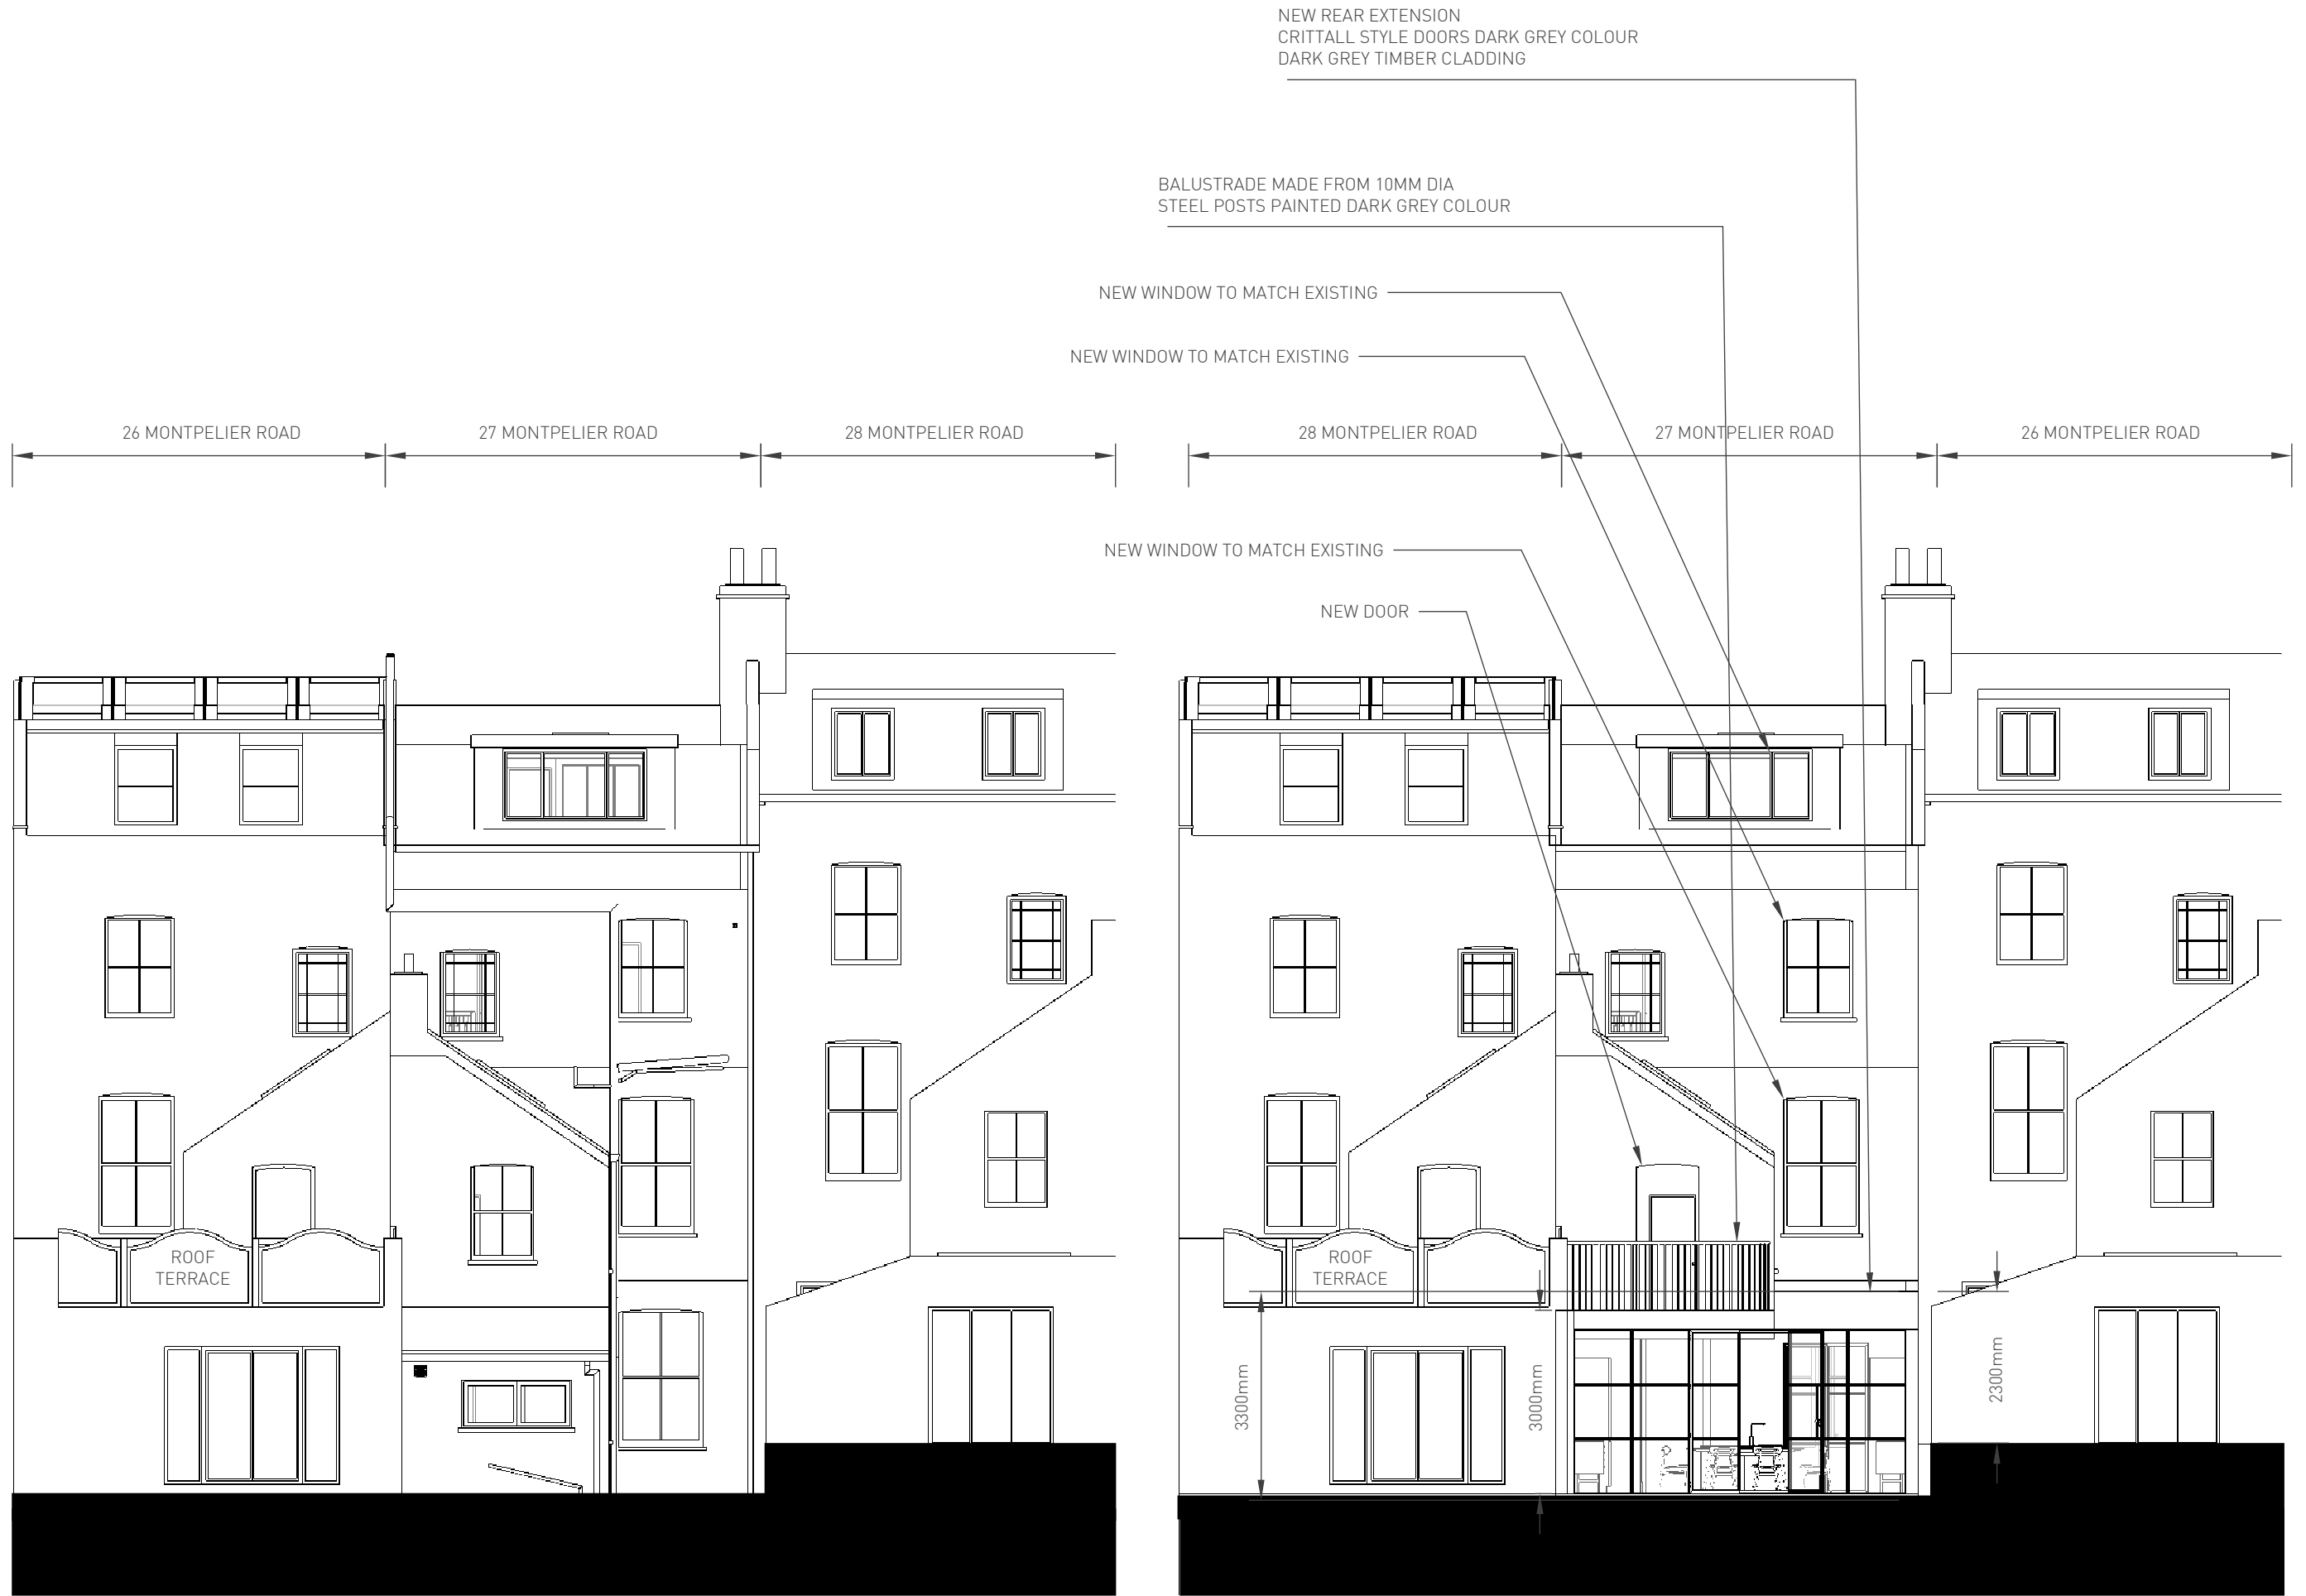 NEW REAR EXTENSION
CRITTALL STYLE DOORS DARK GREY COLOUR
DARK GREY TIMBER CLADDING
BALUSTRADE MADE FROM 10MM DIA
STEEL POSTS PAINTED DARK GREY COLOUR
NEW WINDOW TO MATCH EXISTING
NEW WINDOW TO MATCH EXISTING
26 MONTPELIER ROAD
27 MONTPELIER ROAD
28 MONTPELIER ROAD
28 MONTPELIER ROAD
27 MONTPELIER ROAD
26 MONTPELIER ROAD
NEW WINDOW TO MATCH EXISTING
NEW DOOR
ROOF
TERRACE
ROOF
TERRACE
3300mm
3000mm
2300mm